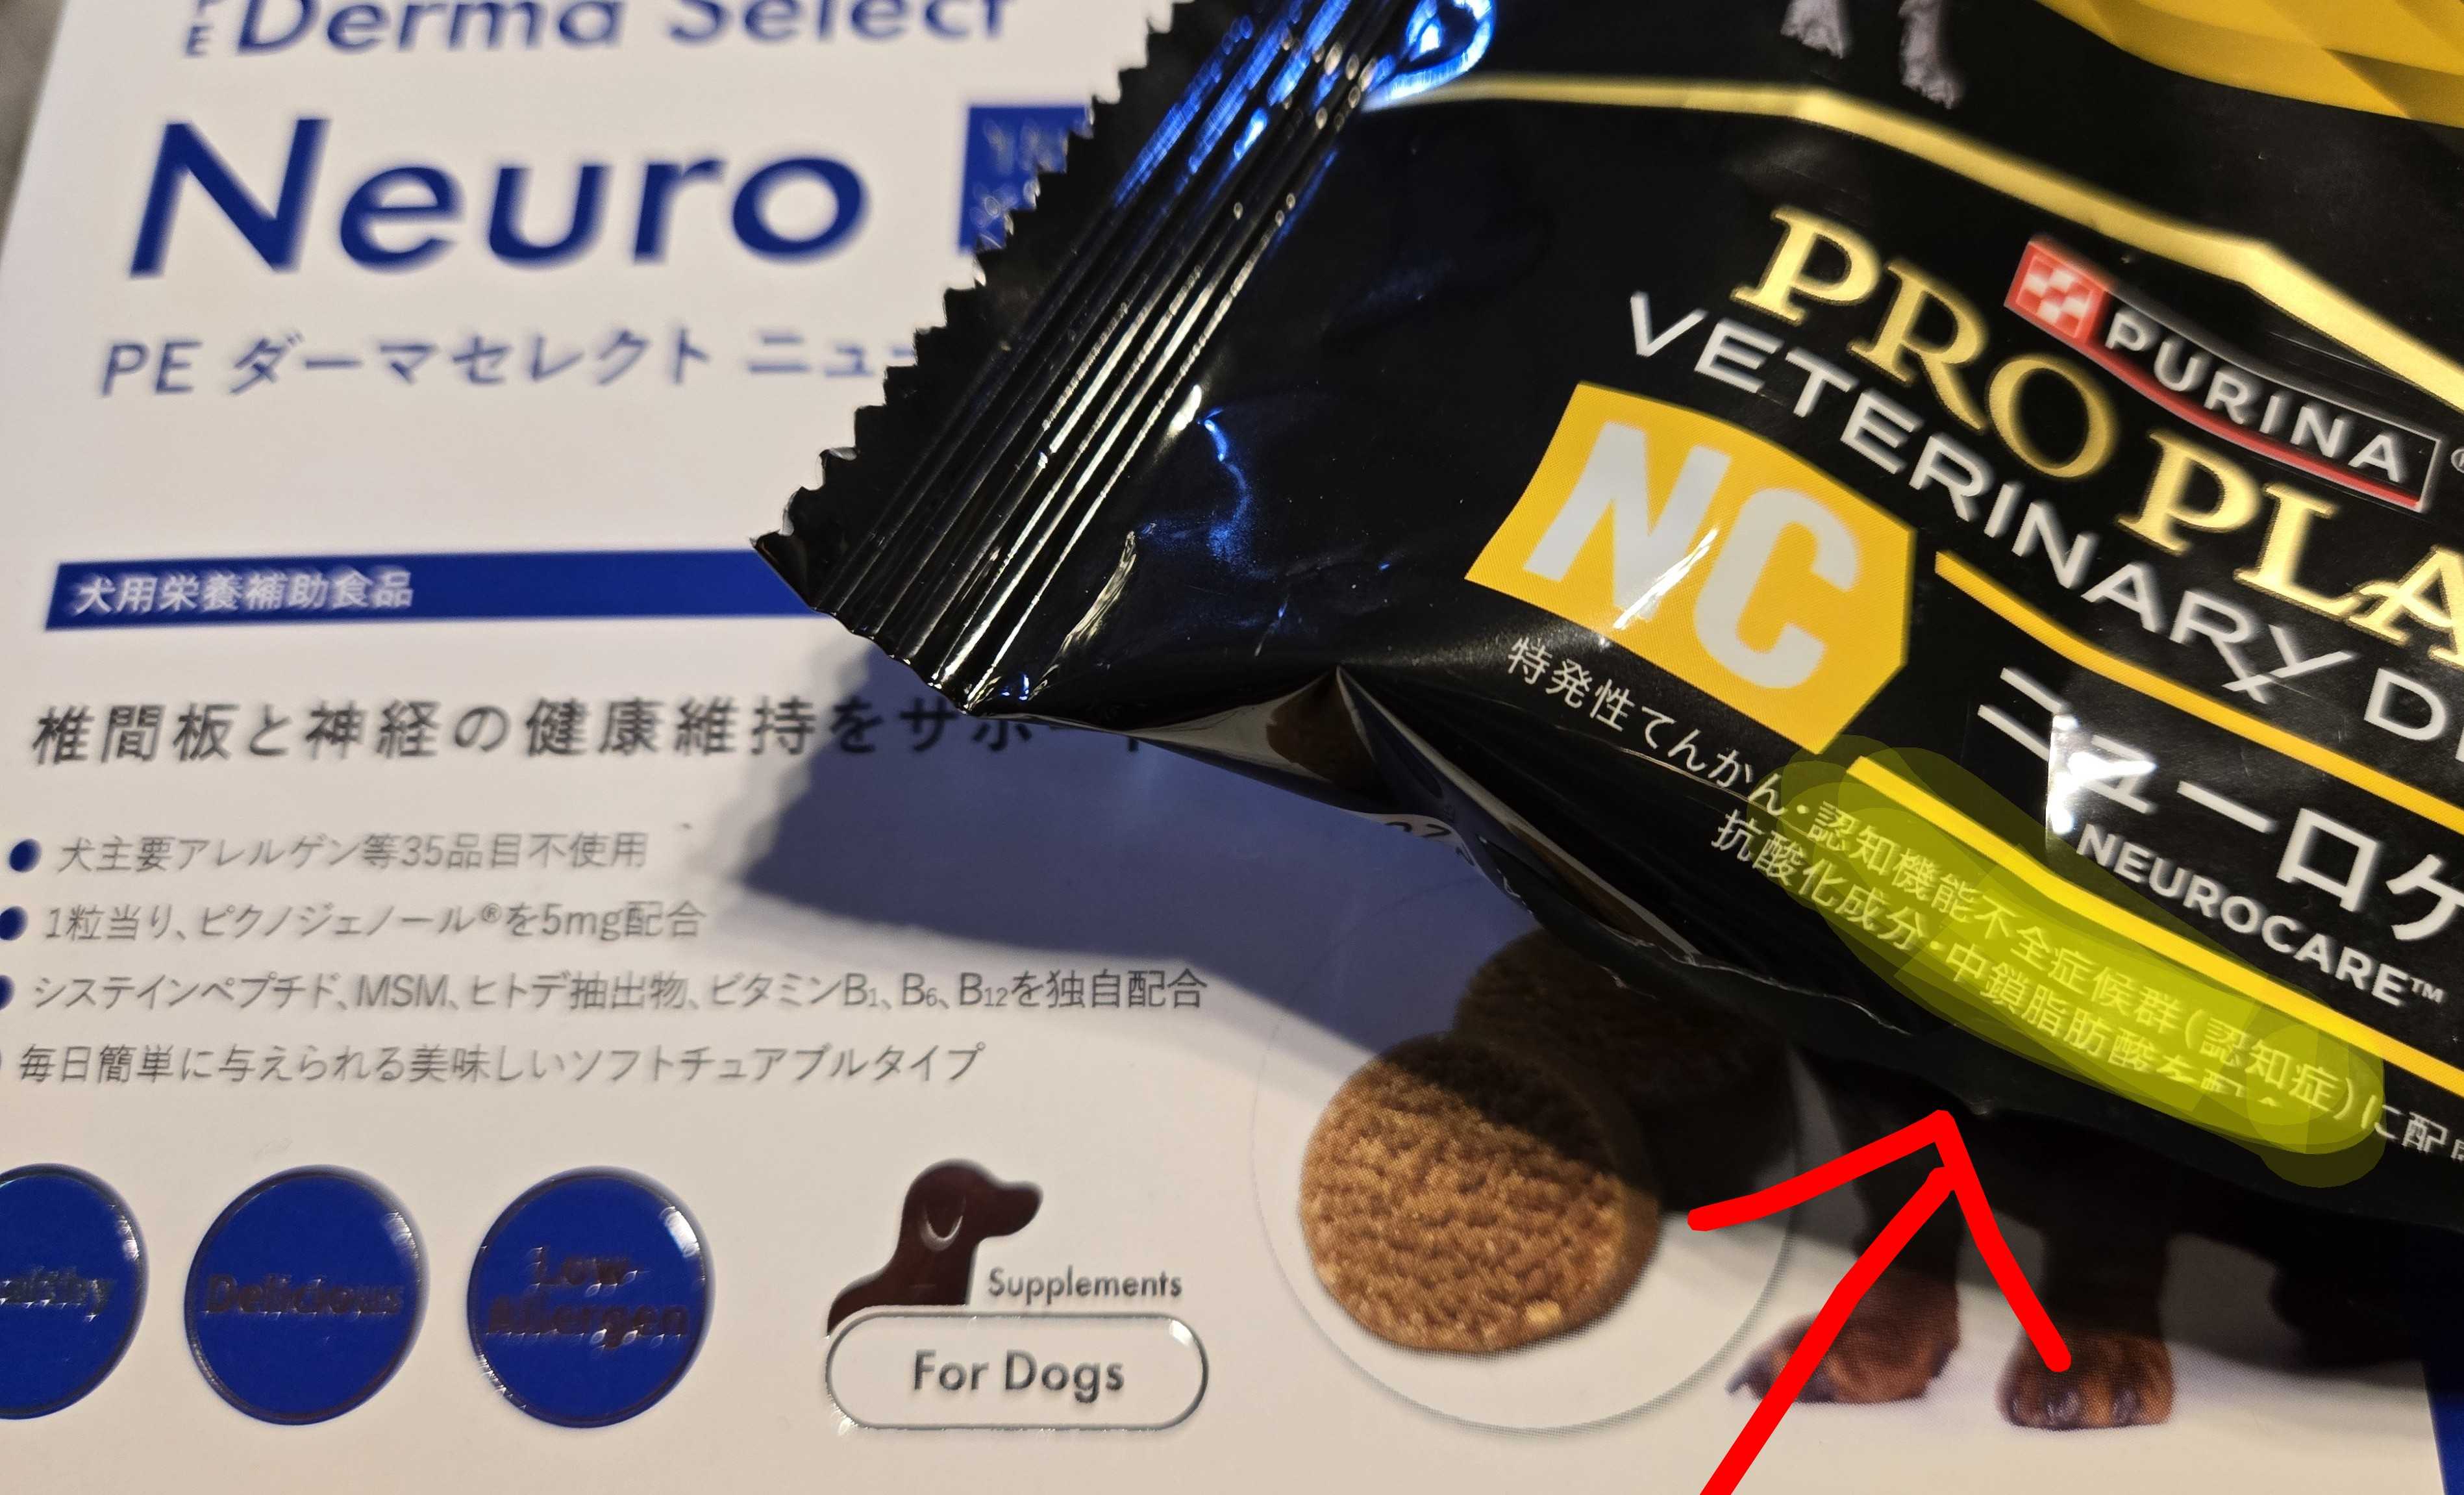 PE Derma Select
Neuro
PE ダーマセレクト ニュー
犬用栄養補助食品
椎間板と神経の健康維持をサポート
犬主要アレルゲン等35品目不使用
1粒当り、ピクノジェノール®を5mg配合
システインペプチド、MSM、ヒトデ抽出物、ビタミンB1、B6、B12を独自配合
毎日簡単に与えられる美味しいソフトチュアブルタイプ
Delicious
Low
Allergen
Supplements
For Dogs
PURINA
PRO PLA
VETERINARY D
NC
ニューロケ
NEUROCARE™
特発性てんかん・認知機能不全症候群(認知症)に配
抗酸化成分・中鎖脂肪酸を配